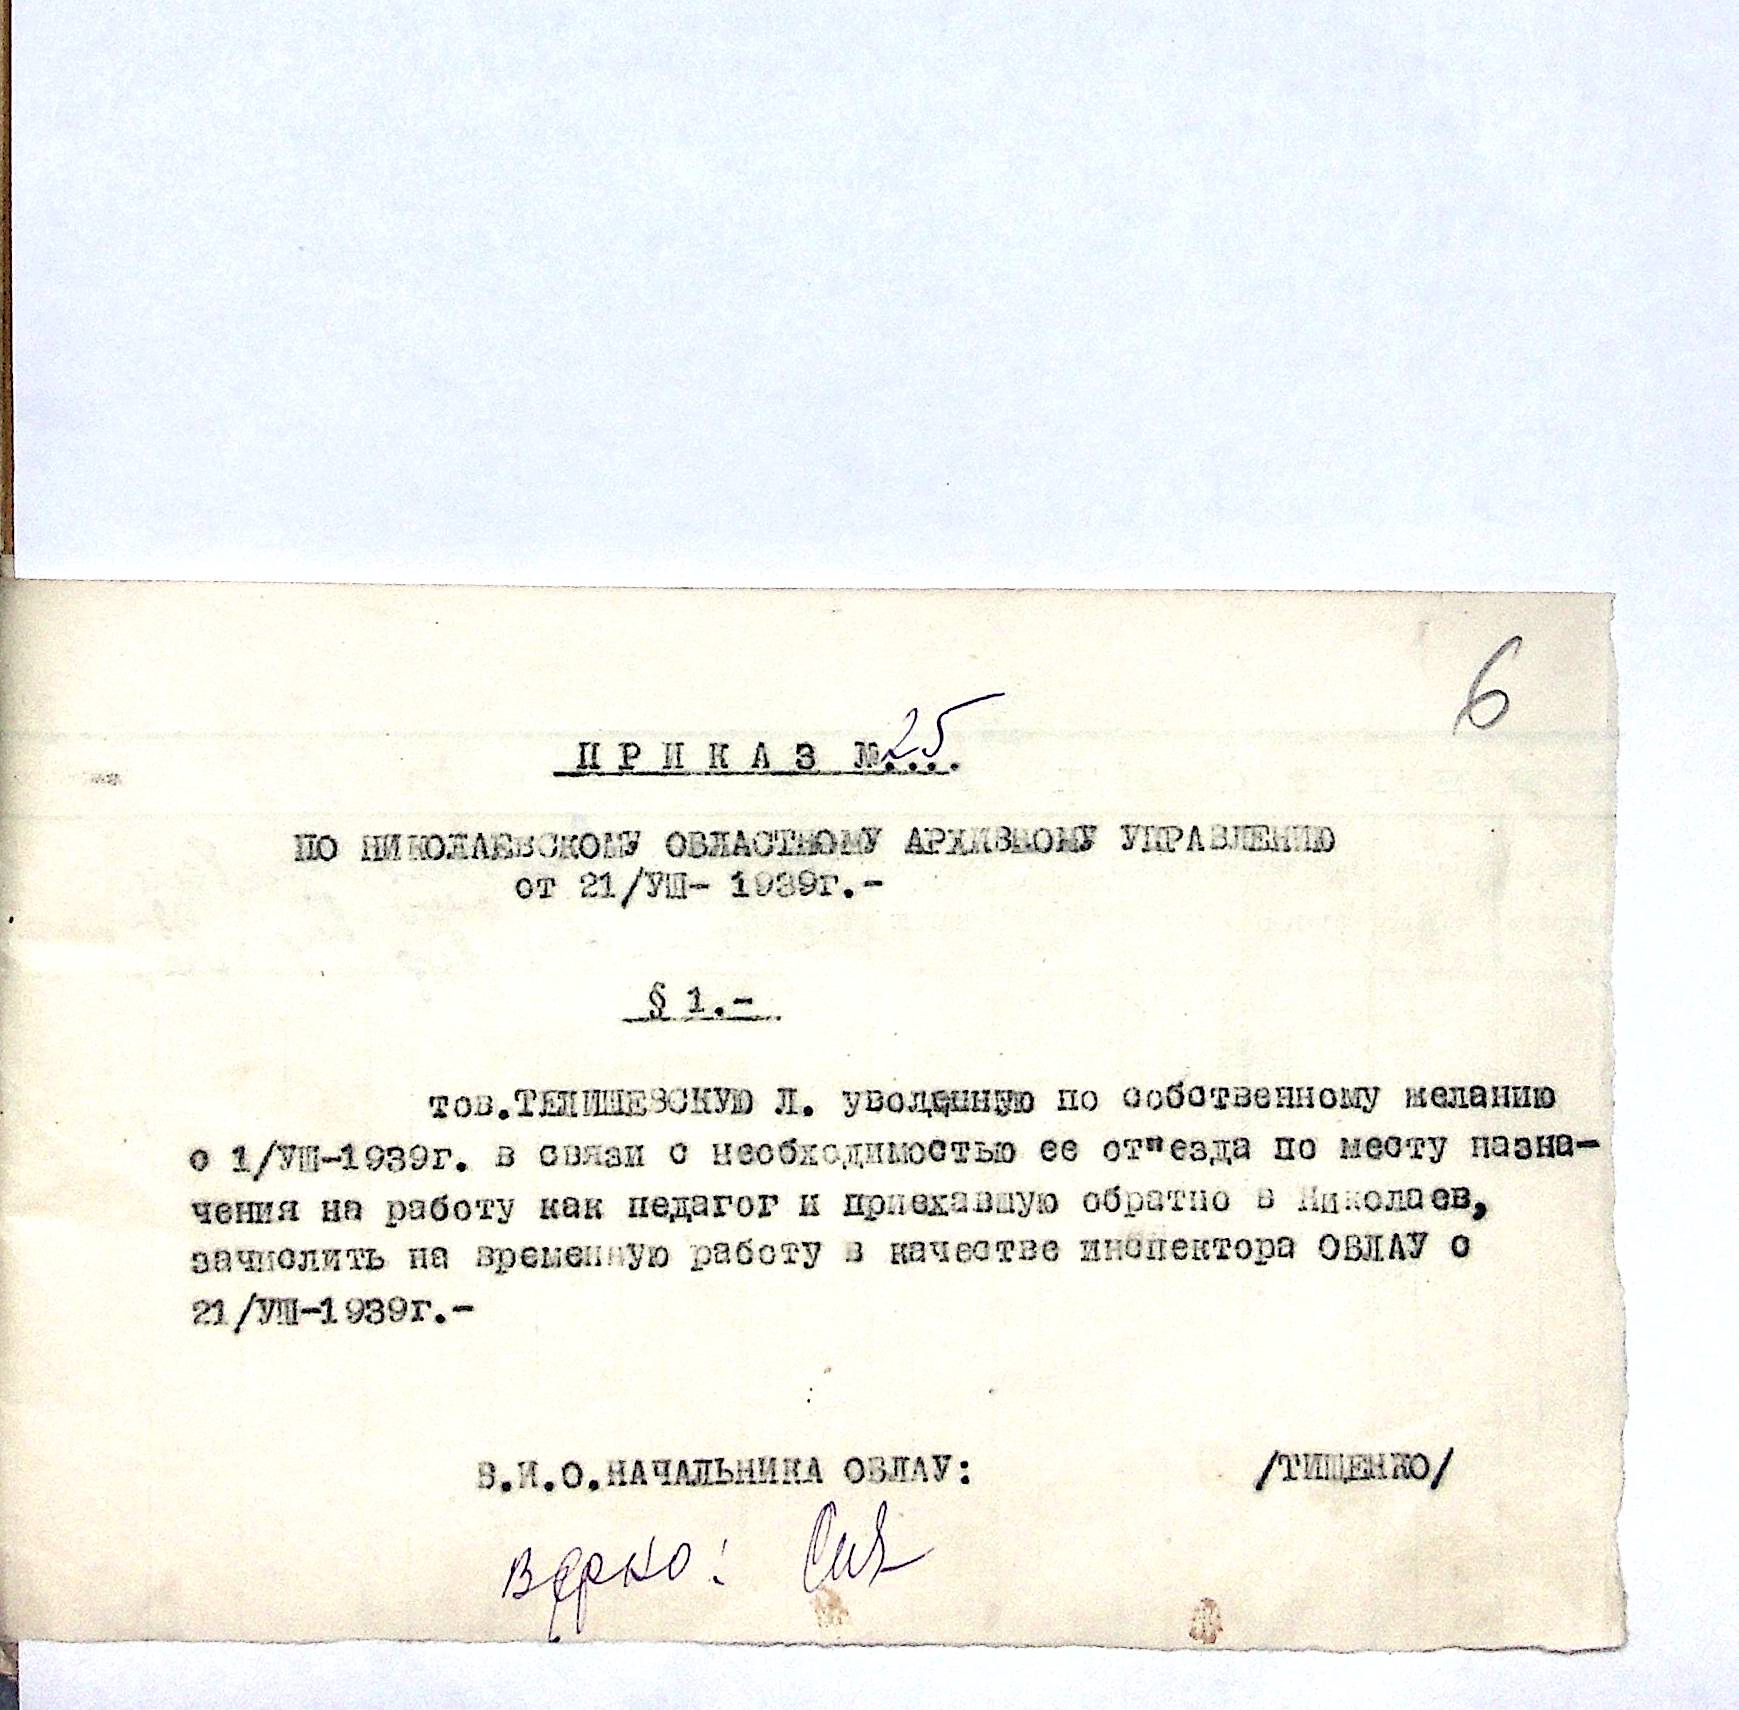 6
П Р И К А З №25....
ПО НИКОЛАЕВСКОМУ ОБЛАСТНОМУ АРХИВНОМУ УПРАВЛЕНИЮ
от 21/УШ- 1939г.-
§ 1.-
тов.ТЕЛИШЕВСКУЮ Л. уволенную по собственному желанию
с 1/УШ-1939г. в связи с необходимостью ее от"езда по месту назна-
чения на работу как педагог и приехавшую обратно в Николаев,
зачислить на временную работу в качестве инспектора ОБЛАУ с
21/УШ-1939г.-
В.И.О.НАЧАЛЬНИКА ОБЛАУ: /ТИЩЕНКО/
Верно: